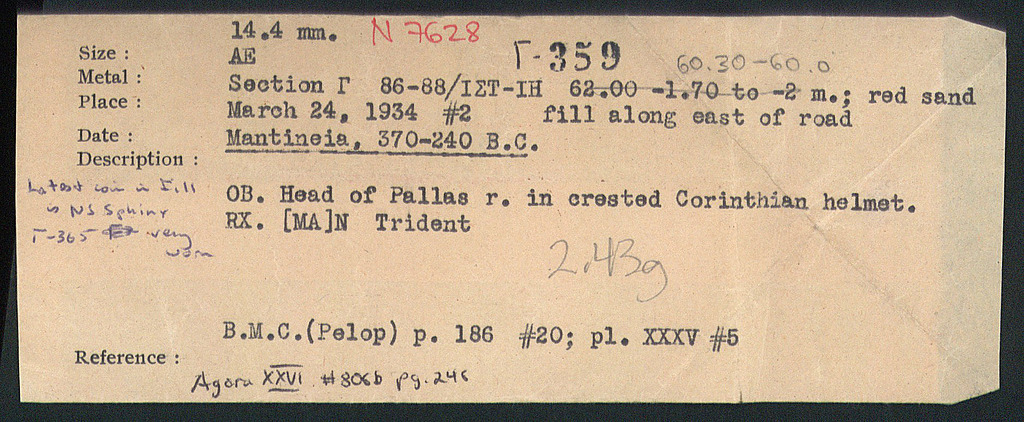 14.4 mm. N 7628
Size :
AE Γ-359 60.30-60.0
Metal :
Section Γ 86-88/ΙΣΤ-ΙΗ 62.00 -1.70 to -2 m.; red sand
Place :
March 24, 1934 #2 fill along east of road
Date :
Mantineia, 370-240 B.C.
Description :
Latest coin in Fill
is NS Sphinx
Γ-365 very
worn
OB. Head of Pallas r. in crested Corinthian helmet.
RX. [MA]N Trident
2.43g
B.M.C.(Pelop) p. 186 #20; pl. XXXV #5
Reference :
Agora XXVI #806b pg. 246